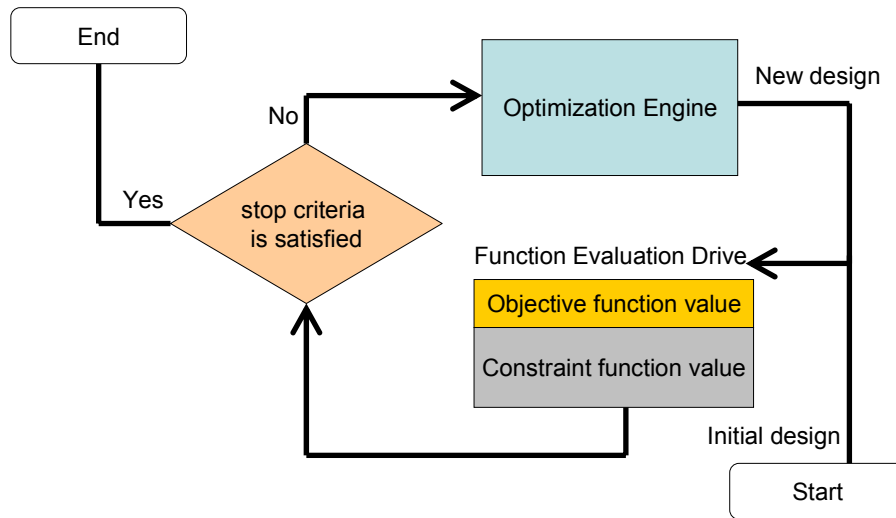 End
New design
No
Optimization Engine
Yes
stop criteria
is satisfied
Function Evaluation Drive
Objective function value
Constraint function value
Initial design
Start